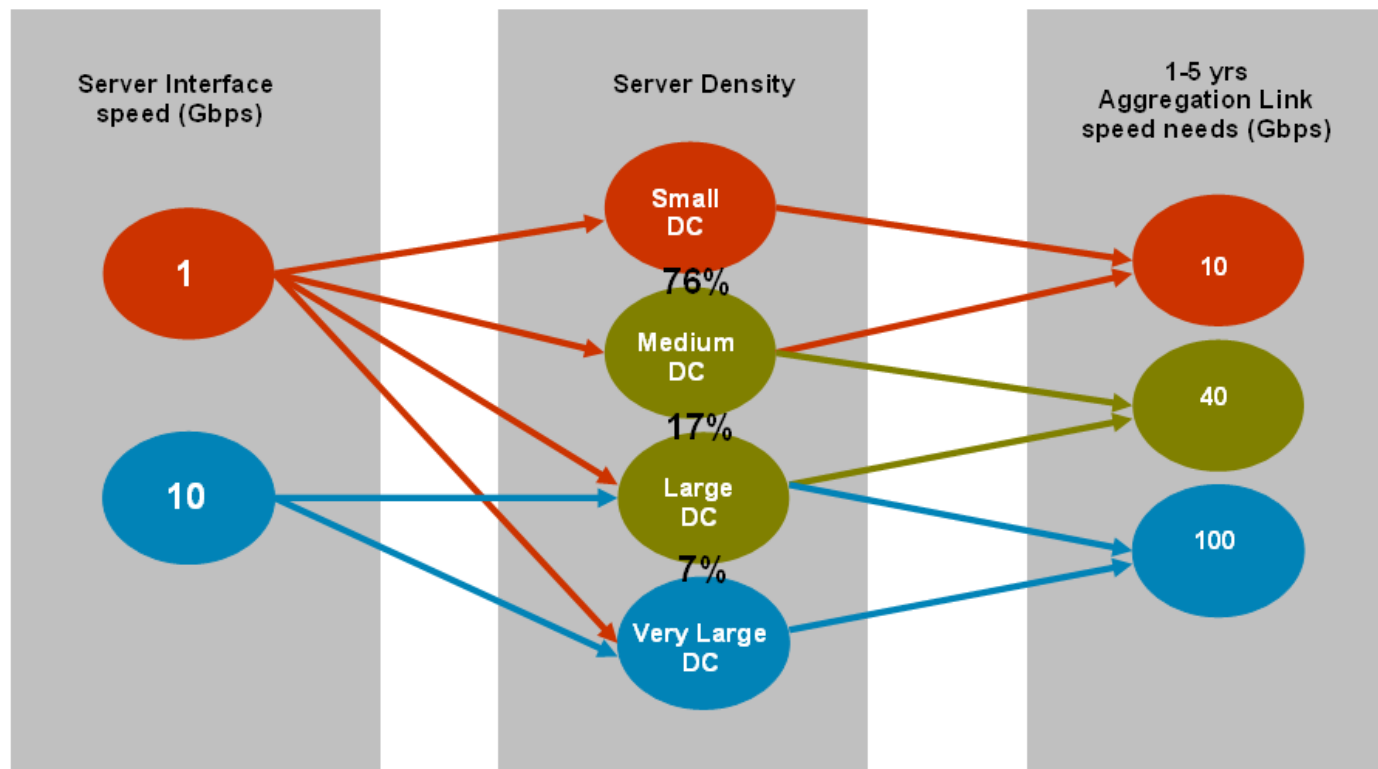 Server Interface
speed (Gbps)
1
10
Server Density
Small
DC
76%
Medium
DC
17%
Large
DC
7%
Very Large
DC
1-5 yrs
Aggregation Link
speed needs (Gbps)
10
40
100